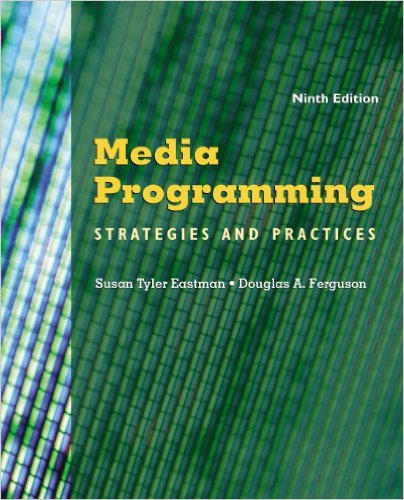 Ninth Edition
Media
Programming
STRATEGIES AND PRACTICES
Susan Tyler Eastman • Douglas A. Ferguson